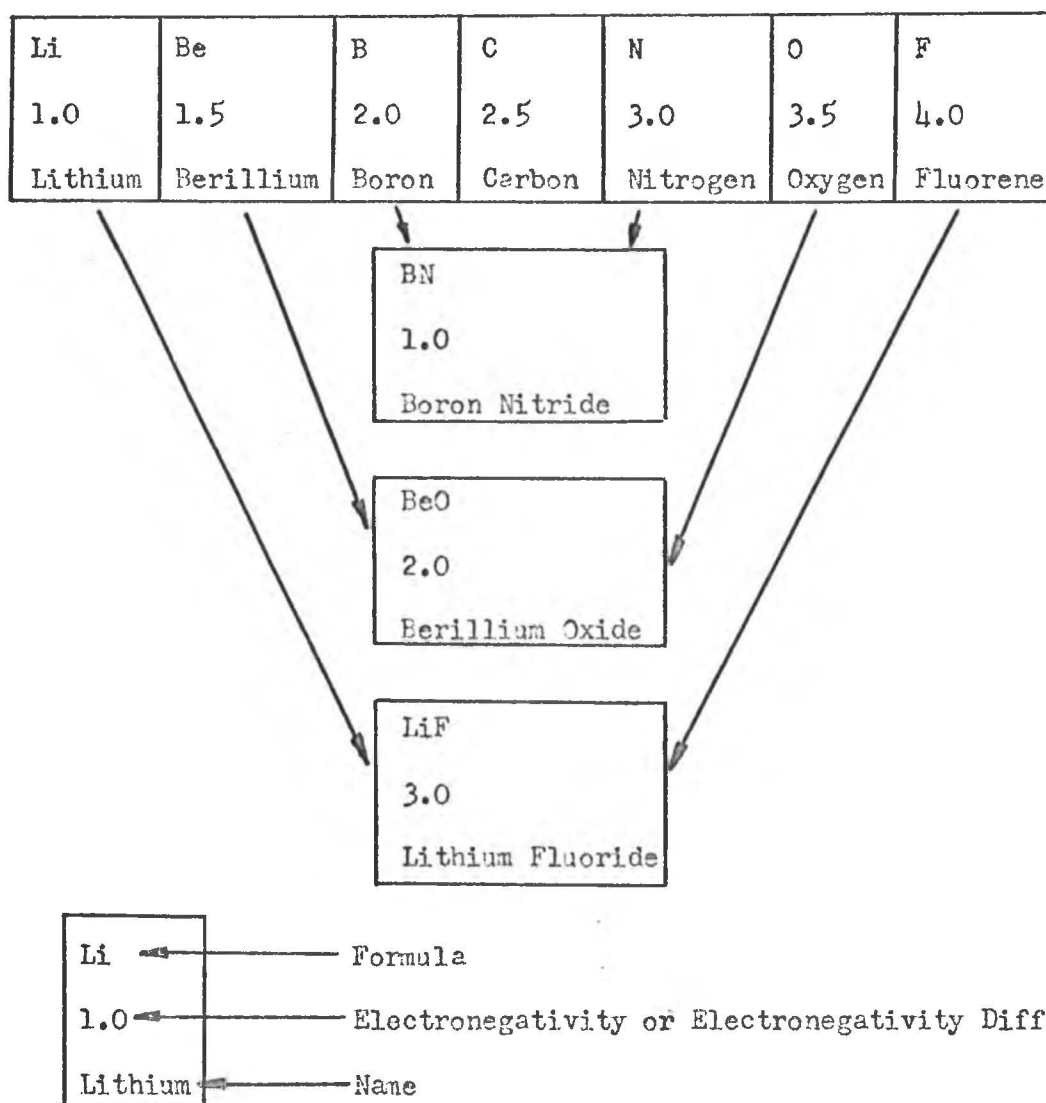 Li Be B C N O F
1.0 1.5 2.0 2.5 3.0 3.5 4.0
Lithium Berillium Boron Carbon Nitrogen Oxygen Fluorene
BN
1.0
Boron Nitride
BeO
2.0
Berillium Oxide
LiF
3.0
Lithium Fluoride
Li Formula
1.0 Electronegativity or Electronegativity Diff
Lithium Name